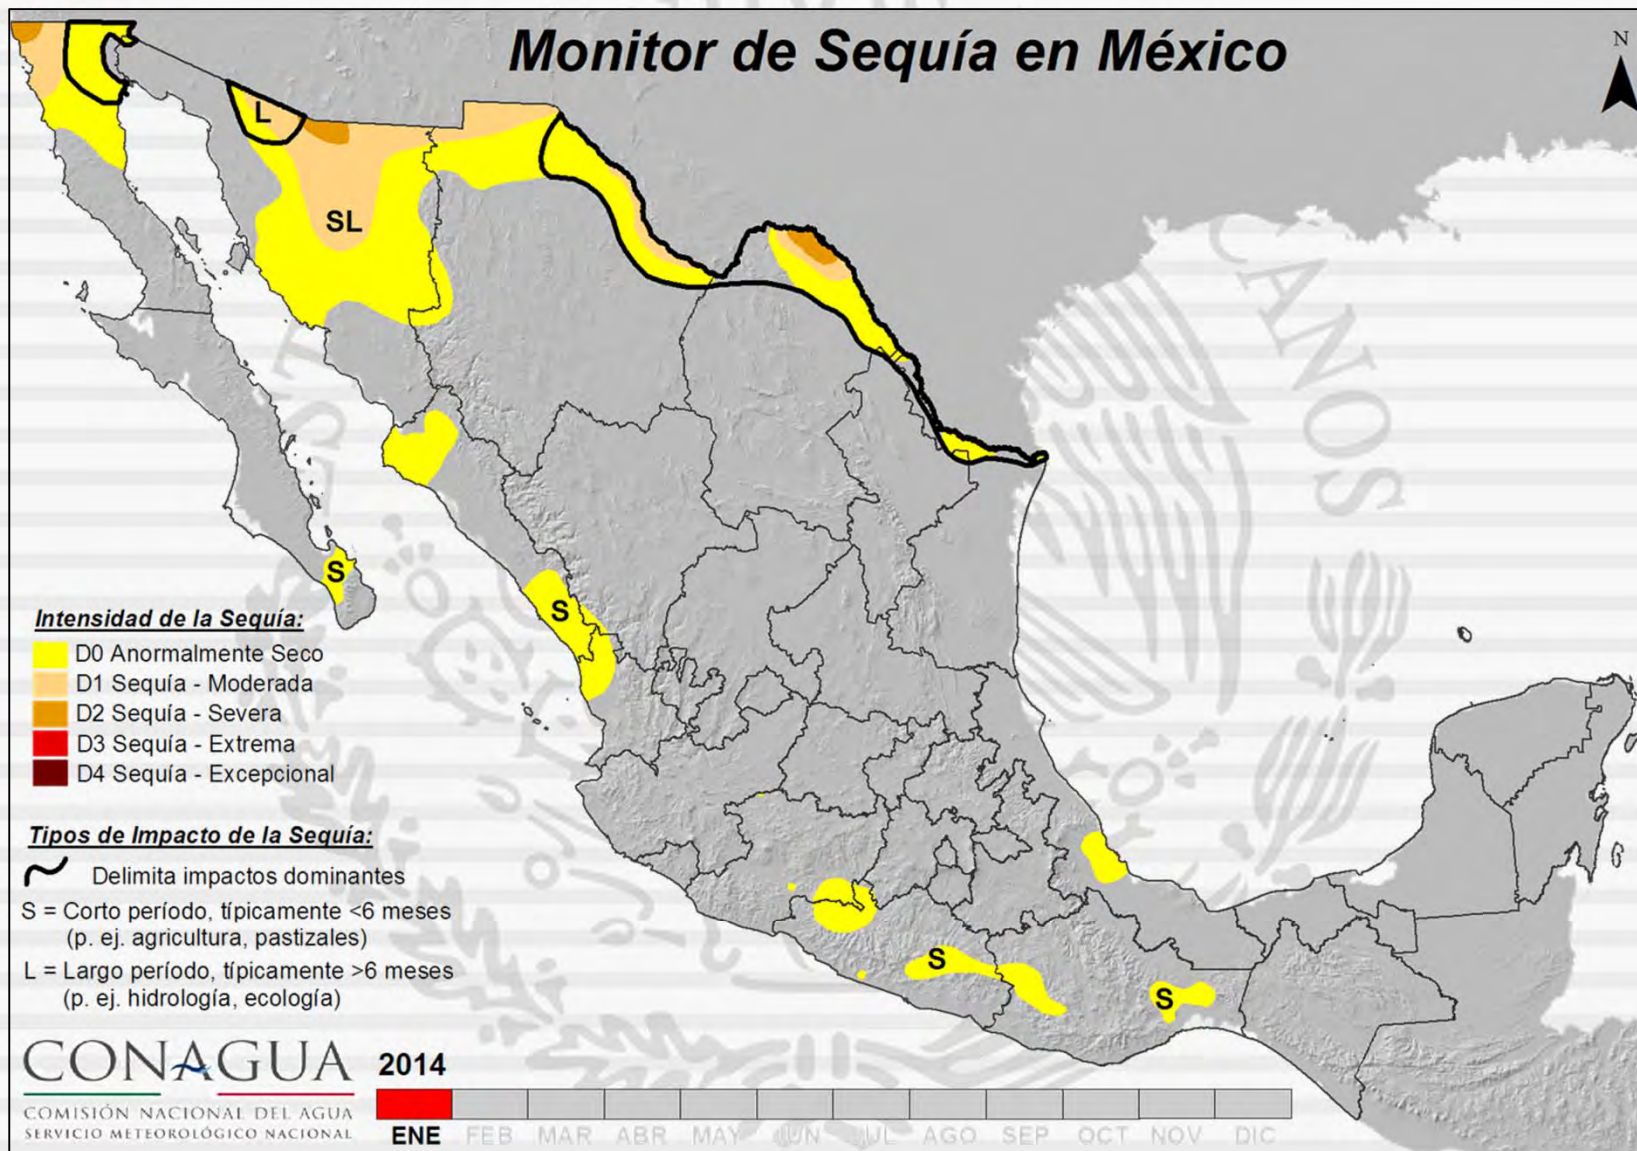 Monitor de Sequía en México
N
L
SL
S
S
S
S
Intensidad de la Sequía:
D0 Anormalmente Seco
D1 Sequía - Moderada
D2 Sequía - Severa
D3 Sequía - Extrema
D4 Sequía - Excepcional
Tipos de Impacto de la Sequía:
Delimita impactos dominantes
S = Corto período, típicamente <6 meses
(p. ej. agricultura, pastizales)
L = Largo período, típicamente >6 meses
(p. ej. hidrología, ecología)
CONAGUA
COMISIÓN NACIONAL DEL AGUA
SERVICIO METEOROLÓGICO NACIONAL
2014
ENE FEB MAR ABR MAY JUN JUL AGO SEP OCT NOV DIC